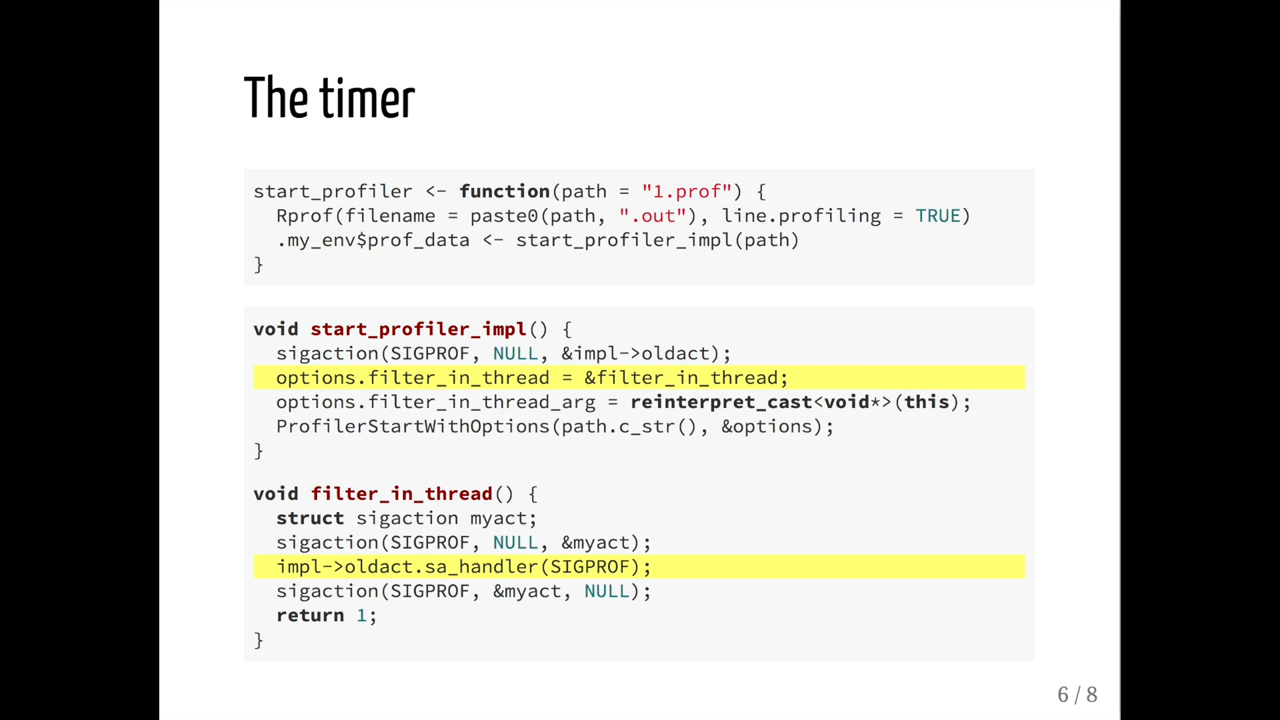 The timer
start_profiler <- function(path = "1.prof") {
  Rprof(filename = paste0(path, ".out"), line.profiling = TRUE)
  .my_env$prof_data <- start_profiler_impl(path)
}
void start_profiler_impl() {
  sigaction(SIGPROF, NULL, &impl->oldact);
  options.filter_in_thread = &filter_in_thread;
  options.filter_in_thread_arg = reinterpret_cast<void*>(this);
  ProfilerStartWithOptions(path.c_str(), &options);
}
void filter_in_thread() {
  struct sigaction myact;
  sigaction(SIGPROF, NULL, &myact);
  impl->oldact.sa_handler(SIGPROF);
  sigaction(SIGPROF, &myact, NULL);
  return 1;
}
6 / 8